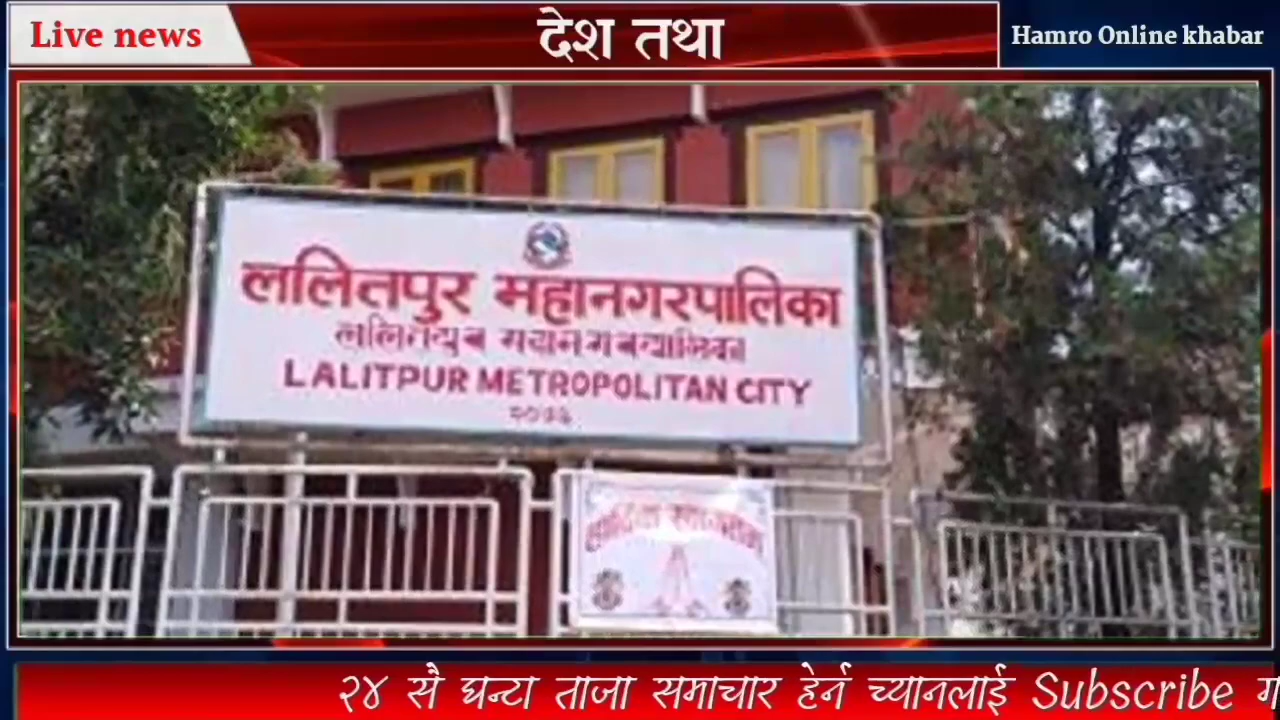 Live news
देश तथा
Hamro Online khabar
ललितपुर महानगरपालिका
LALITPUR METROPOLITAN CITY
२४ सै घन्टा ताजा समाचार हेर्न च्यानलाई Subscribe ग